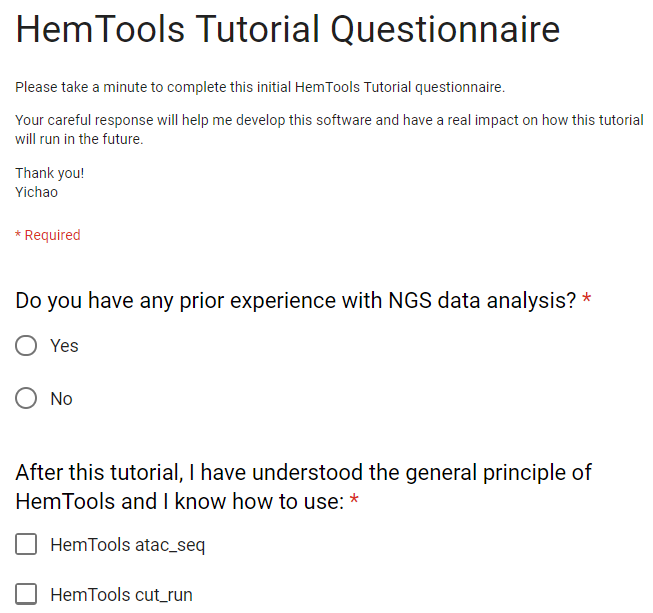 HemTools Tutorial Questionnaire
Please take a minute to complete this initial HemTools Tutorial questionnaire.
Your careful response will help me develop this software and have a real impact on how this tutorial
will run in the future.
Thank you!
Yichao
* Required
Do you have any prior experience with NGS data analysis? *
Yes
No
After this tutorial, I have understood the general principle of
HemTools and I know how to use: *
HemTools atac_seq
HemTools cut_run